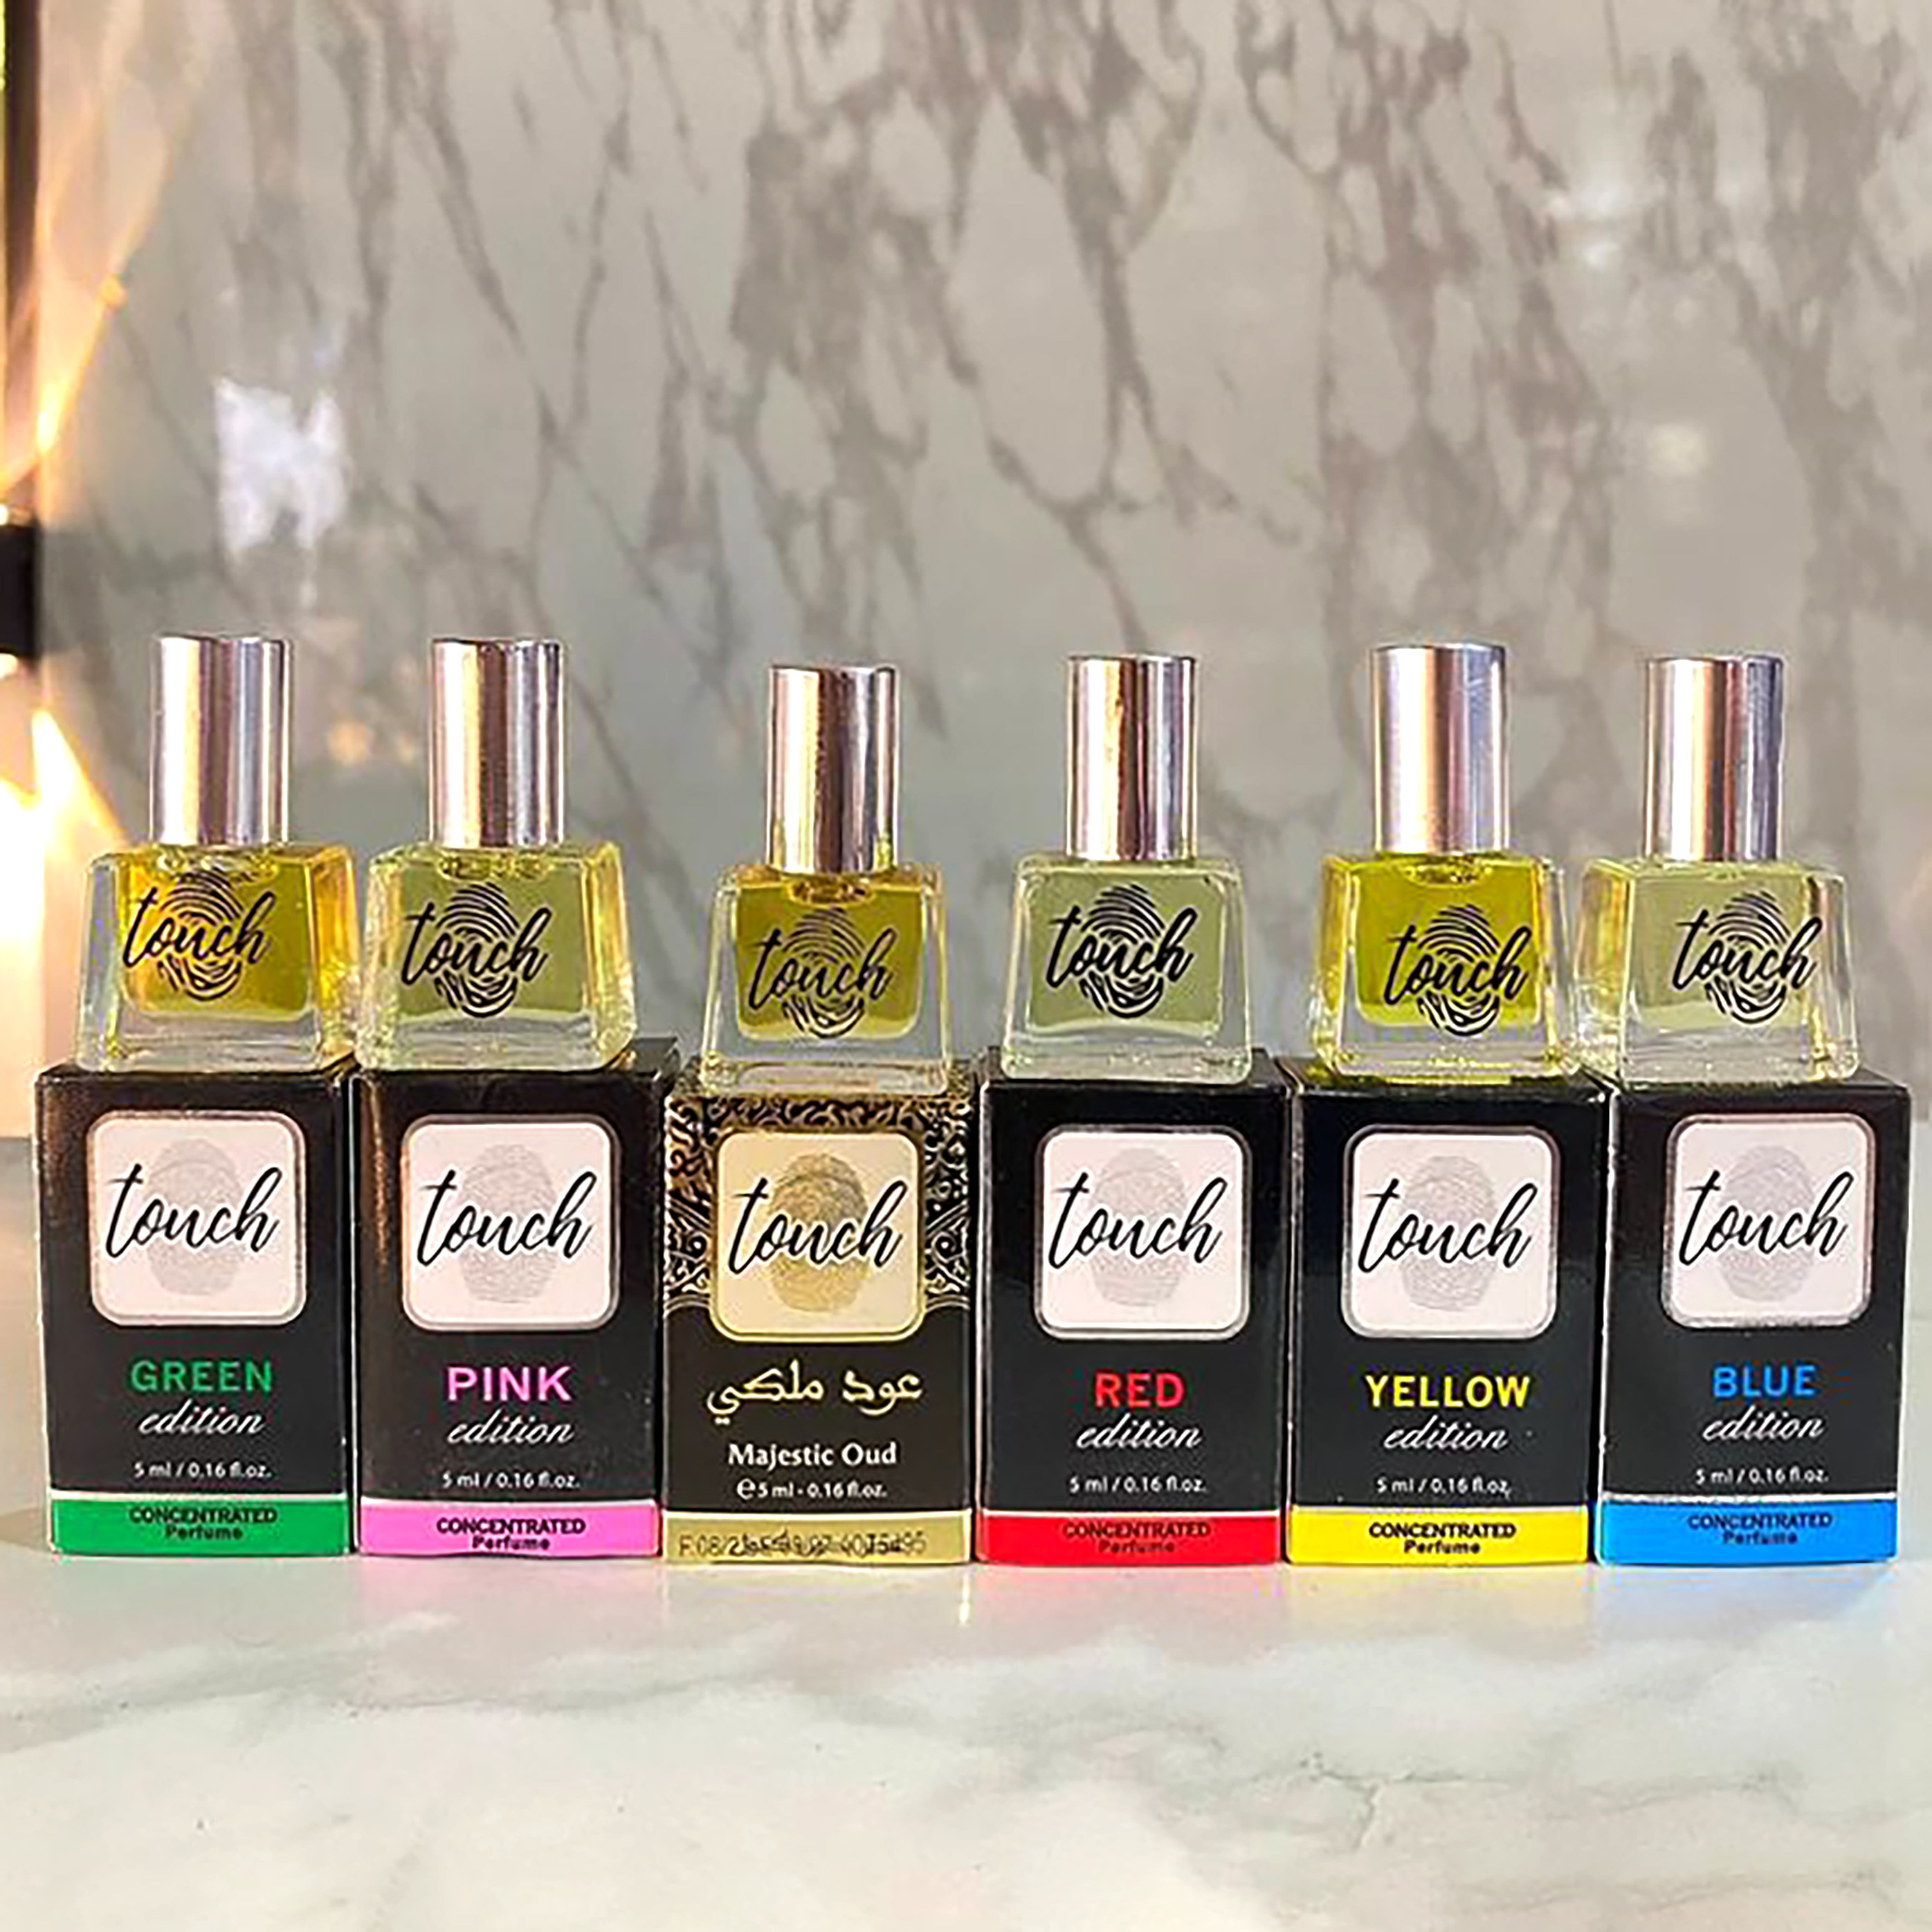 touch
touch
touch
touch
touch
touch
touch
GREEN
edition
5 ml / 0.16 fl.oz.
CONCENTRATED
Perfume
touch
PINK
edition
5 ml / 0.16 fl.oz.
CONCENTRATED
Perfume
touch
عود ملكي
Majestic Oud
℮ 5 ml - 0.16 fl.oz.
touch
RED
edition
5 ml / 0.16 fl.oz.
CONCENTRATED
Perfume
touch
YELLOW
edition
5 ml / 0.16 fl.oz.
CONCENTRATED
Perfume
touch
BLUE
edition
5 ml / 0.16 fl.oz.
CONCENTRATED
Perfume